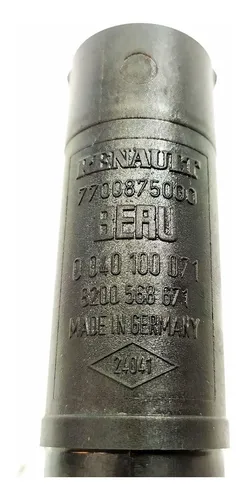 RENAULT
7700875000
BERU
0 040 100 071
8200 568 671
MADE IN GERMANY
24041